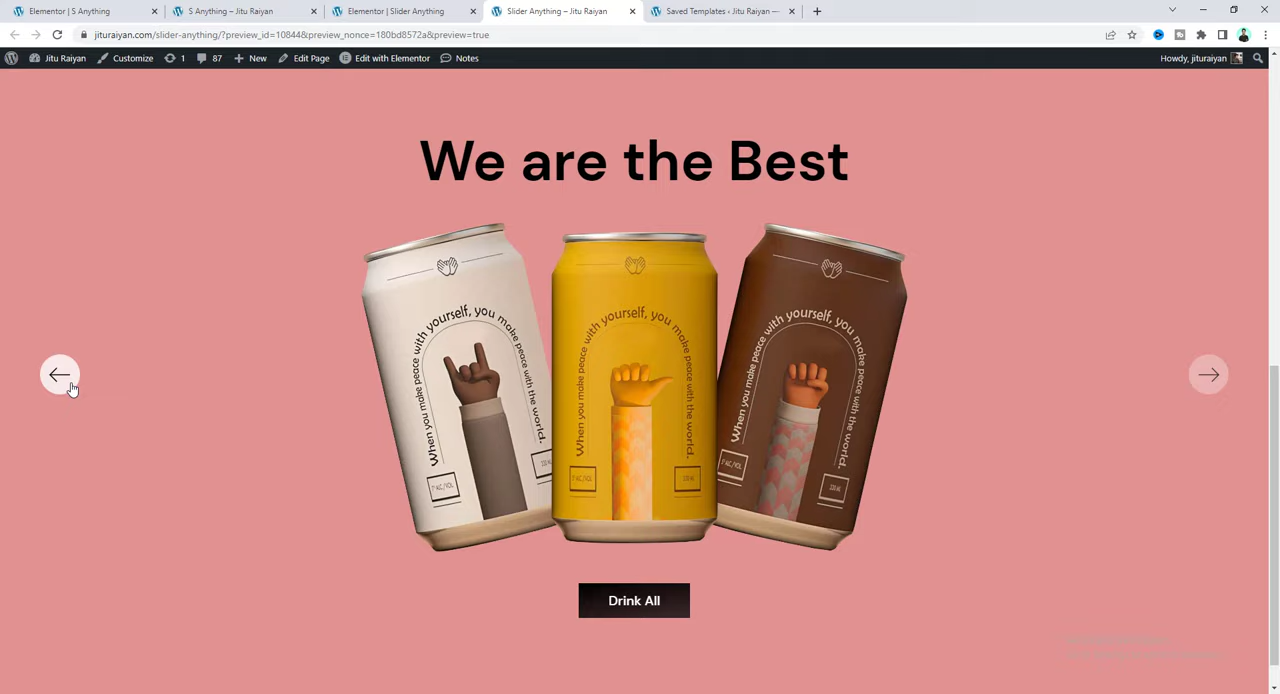 Elementor | S Anything
S Anything – Jitu Raiyan
Elementor | Slider Anything
Slider Anything – Jitu Raiyan
Saved Templates ‹ Jitu Raiyan —
jituraiyan.com/slider-anything/?preview_id=10844&preview_nonce=180bd8572a&preview=true
Jitu Raiyan
Customize
1
87
New
Edit Page
Edit with Elementor
Notes
Howdy, jituraiyan
We are the Best
When you make peace with yourself, you make peace with the world.
When you make peace with yourself, you make peace with the world.
When you make peace with yourself, you make peace with the world.
Drink All